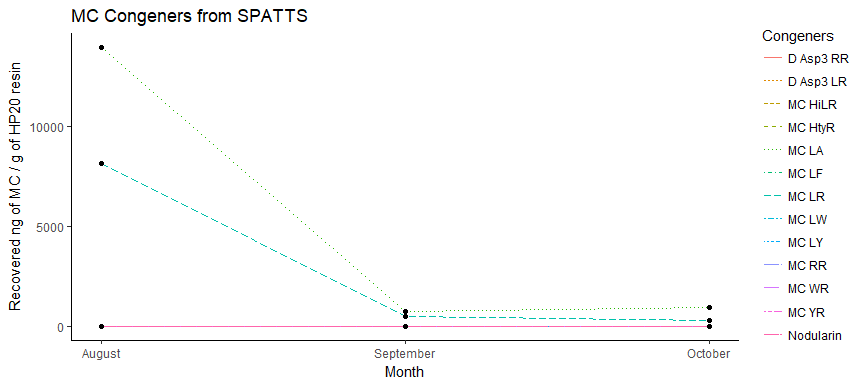 MC Congeners from SPATTS
Recovered ng of MC / g of HP20 resin
10000
5000
0
August
September
October
Month
Congeners
D Asp3 RR
D Asp3 LR
MC HiLR
MC HtyR
MC LA
MC LF
MC LR
MC LW
MC LY
MC RR
MC WR
MC YR
Nodularin